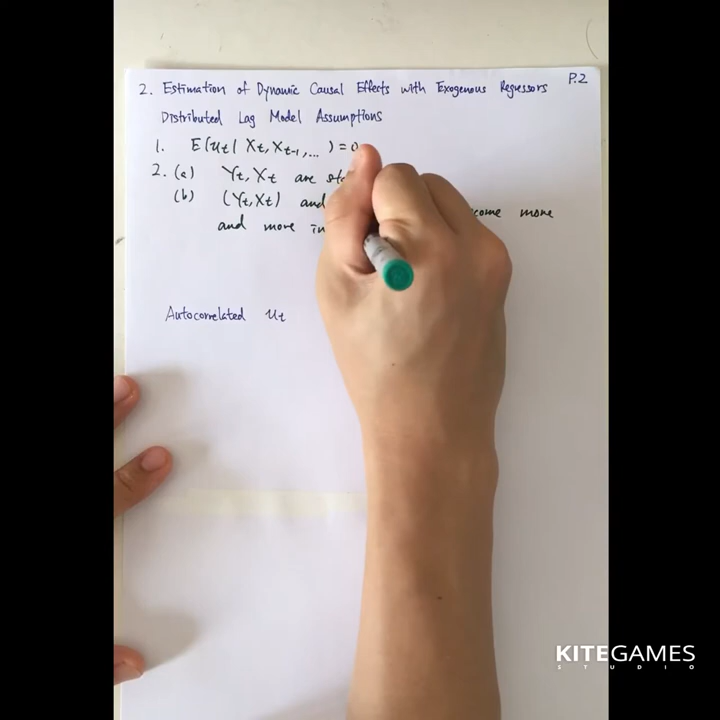 P.2
2. Estimation of Dynamic Causal Effects with Exogenous Regressors
Distributed Lag Model Assumptions
1. E(ut | Xt, Xt-1, ... ) = 0
2. (a) Yt, Xt are
(b) (Yt, Xt) and more
and more
Autocorrelated ut
KITEGAMES
STUDIO